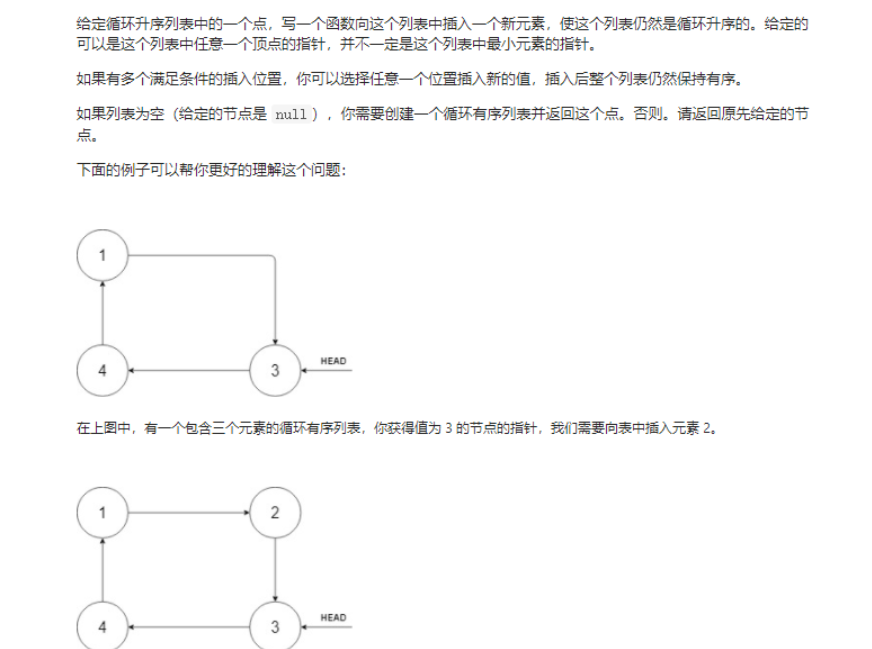 给定循环升序列表中的一个点，写一个函数向这个列表中插入一个新元素，使这个列表仍然是循环升序的。给定的
可以是这个列表中任意一个顶点的指针，并不一定是这个列表中最小元素的指针。
如果有多个满足条件的插入位置，你可以选择任意一个位置插入新的值，插入后整个列表仍然保持有序。
如果列表为空（给定的节点是 null），你需要创建一个循环有序列表并返回这个点。否则。请返回原先给定的节
点。
下面的例子可以帮你更好的理解这个问题：
1
4
3
HEAD
在上图中，有一个包含三个元素的循环有序列表，你获得值为 3 的节点的指针，我们需要向表中插入元素 2。
1
2
4
3
HEAD